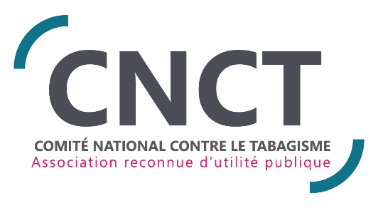 CNCT
COMITÉ NATIONAL CONTRE LE TABAGISME
Association reconnue d'utilité publique